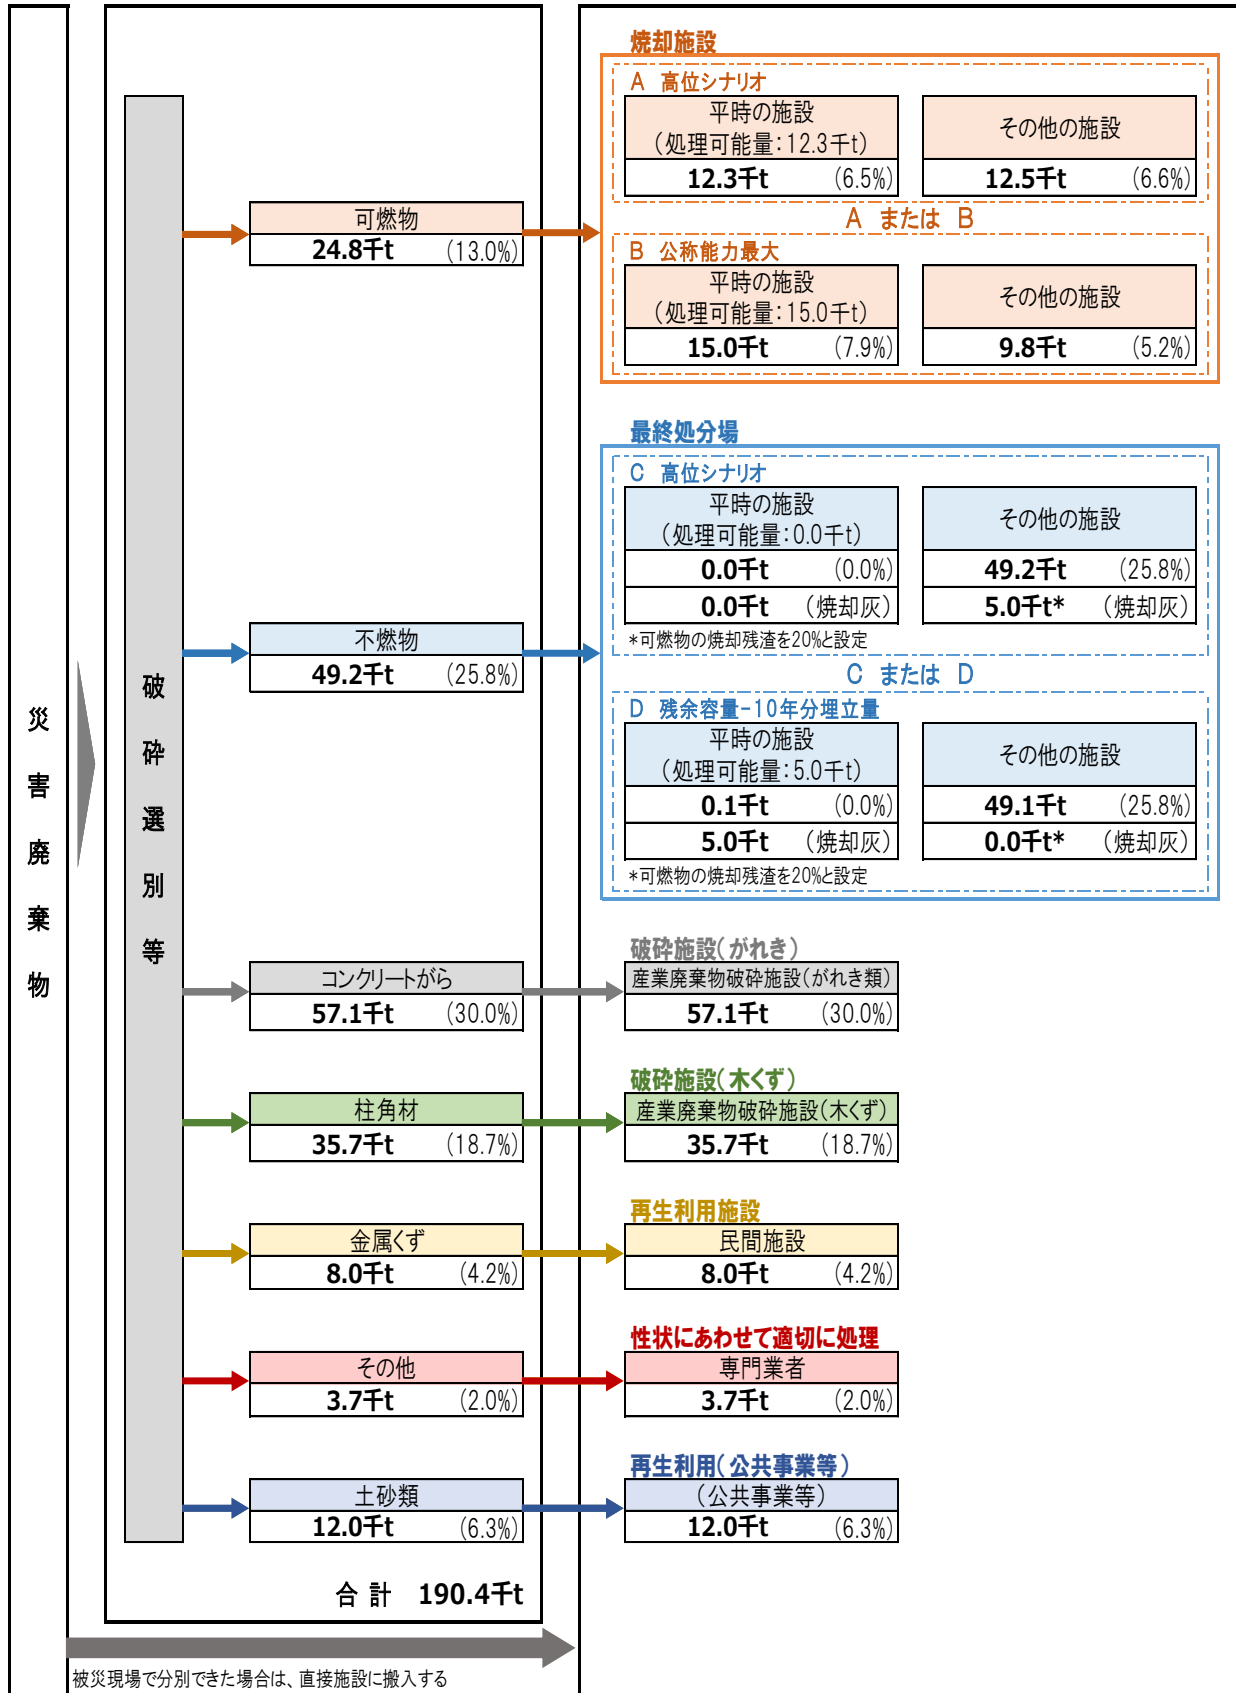 災害廃棄物
破砕選別等
可燃物
24.8千t (13.0%)
不燃物
49.2千t (25.8%)
コンクリートがら
57.1千t (30.0%)
柱角材
35.7千t (18.7%)
金属くず
8.0千t (4.2%)
その他
3.7千t (2.0%)
土砂類
12.0千t (6.3%)
合計 190.4千t
焼却施設
A 高位シナリオ
平時の施設
(処理可能量:12.3千t)
12.3千t (6.5%)
その他の施設
12.5千t (6.6%)
A または B
B 公称能力最大
平時の施設
(処理可能量:15.0千t)
15.0千t (7.9%)
その他の施設
9.8千t (5.2%)
最終処分場
C 高位シナリオ
平時の施設
(処理可能量:0.0千t)
0.0千t (0.0%)
0.0千t (焼却灰)
その他の施設
49.2千t (25.8%)
5.0千t* (焼却灰)
*可燃物の焼却残渣を20%と設定
C または D
D 残余容量-10年分埋立量
平時の施設
(処理可能量:5.0千t)
0.1千t (0.0%)
5.0千t (焼却灰)
その他の施設
49.1千t (25.8%)
0.0千t* (焼却灰)
*可燃物の焼却残渣を20%と設定
破砕施設(がれき)
産業廃棄物破砕施設(がれき類)
57.1千t (30.0%)
破砕施設(木くず)
産業廃棄物破砕施設(木くず)
35.7千t (18.7%)
再生利用施設
民間施設
8.0千t (4.2%)
性状にあわせて適切に処理
専門業者
3.7千t (2.0%)
再生利用(公共事業等)
(公共事業等)
12.0千t (6.3%)
被災現場で分別できた場合は、直接施設に搬入する